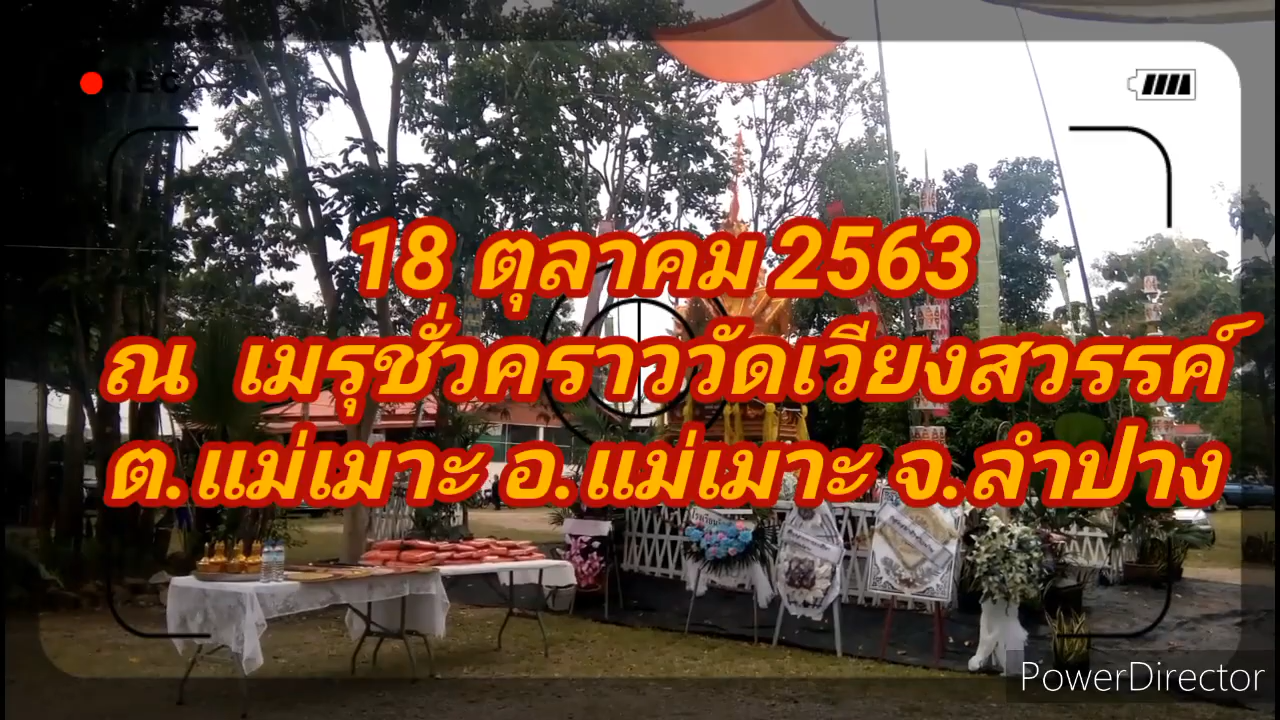 REC
18 ตุลาคม 2563
ณ เมรุชั่วคราววัดเวียงสวรรค์
ต.แม่เมาะ อ.แม่เมาะ จ.ลำปาง
PowerDirector